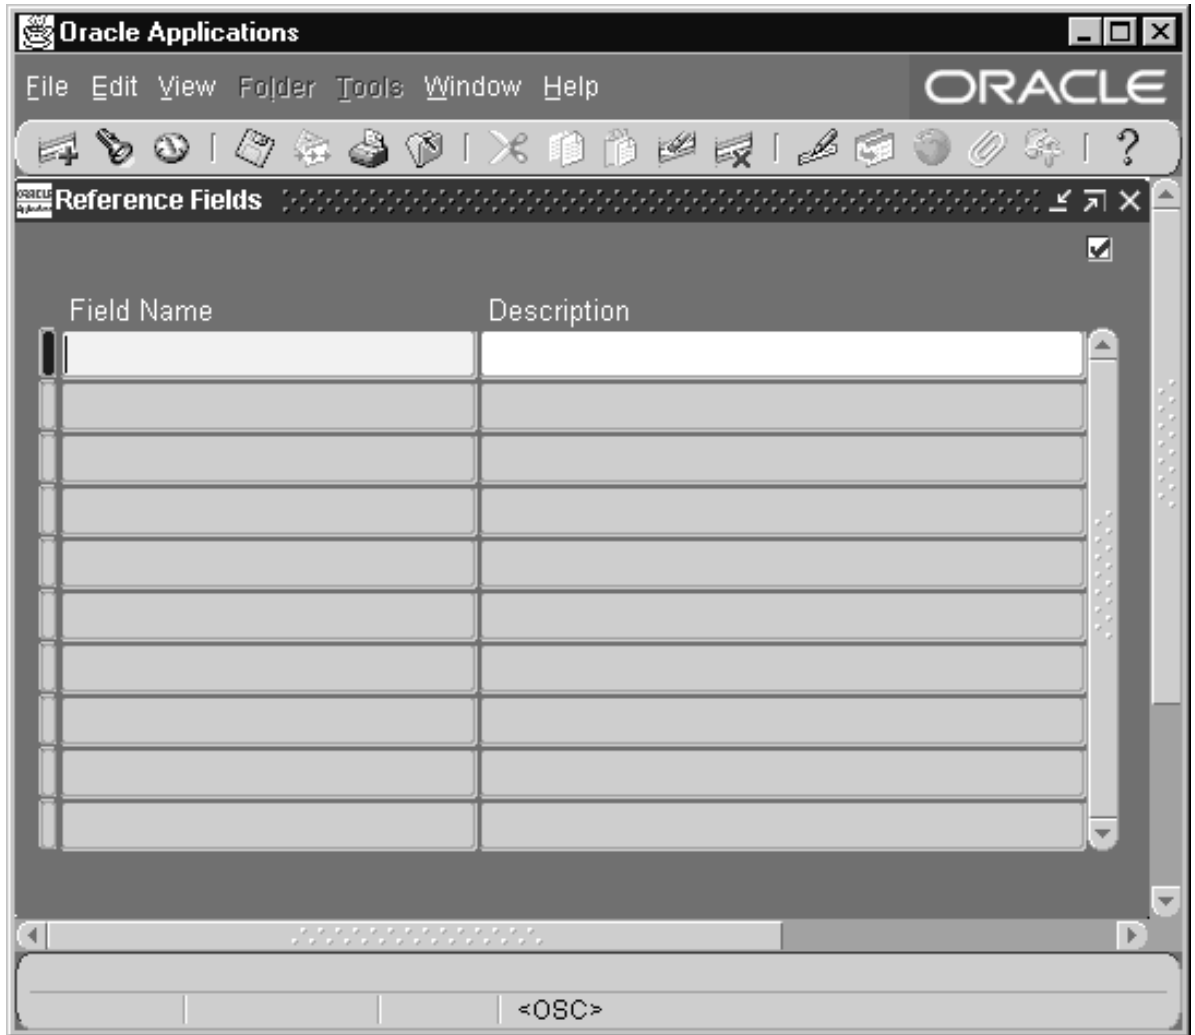 Oracle Applications
File Edit View Folder Tools Window Help
ORACLE
Reference Fields
Field Name Description
<OSC>